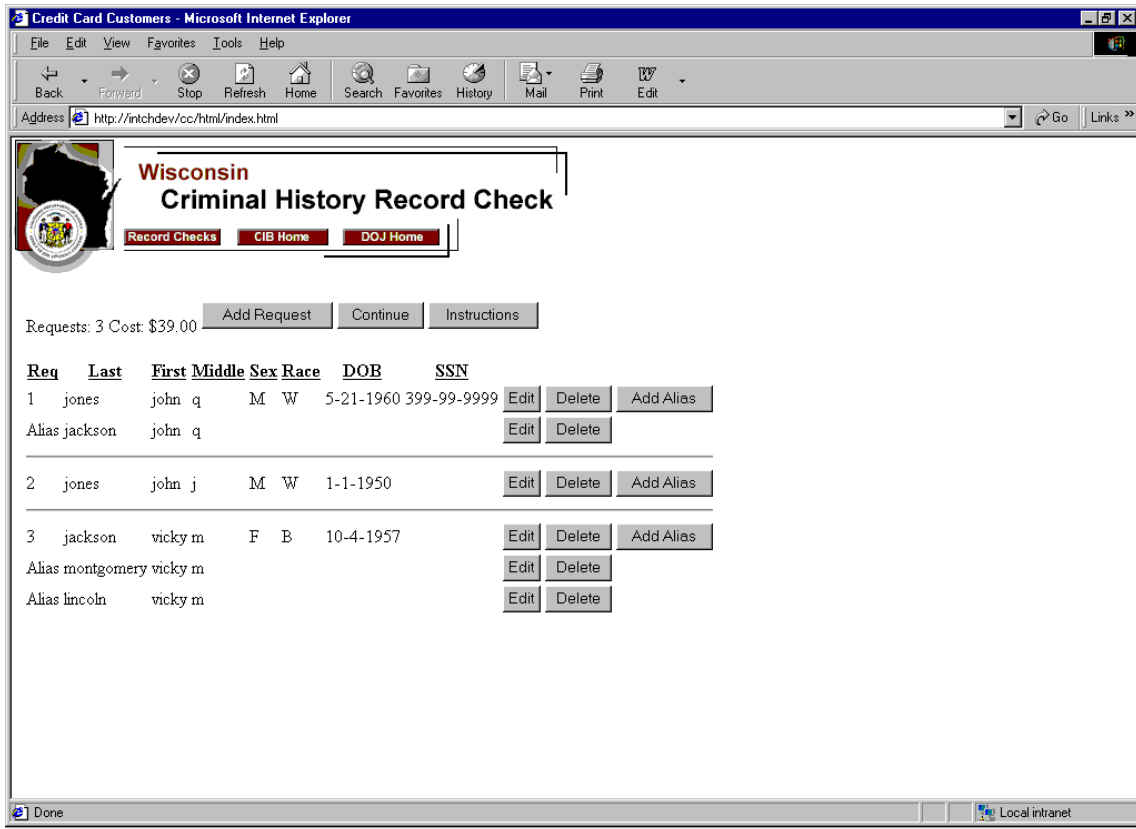 Credit Card Customers - Microsoft Internet Explorer
File Edit View Favorites Tools Help
Back Forward Stop Refresh Home Search Favorites History Mail Print Edit
Address http://intchdev/cc/html/index.html Go Links »
Wisconsin
Criminal History Record Check
Record Checks CIB Home DOJ Home
Requests: 3 Cost: $39.00 Add Request Continue Instructions
Req Last First Middle Sex Race DOB SSN
1 jones john q M W 5-21-1960 399-99-9999 Edit Delete Add Alias
Alias jackson john q Edit Delete
2 jones john j M W 1-1-1950 Edit Delete Add Alias
3 jackson vicky m F B 10-4-1957 Edit Delete Add Alias
Alias montgomery vicky m Edit Delete
Alias lincoln vicky m Edit Delete
Done Local intranet